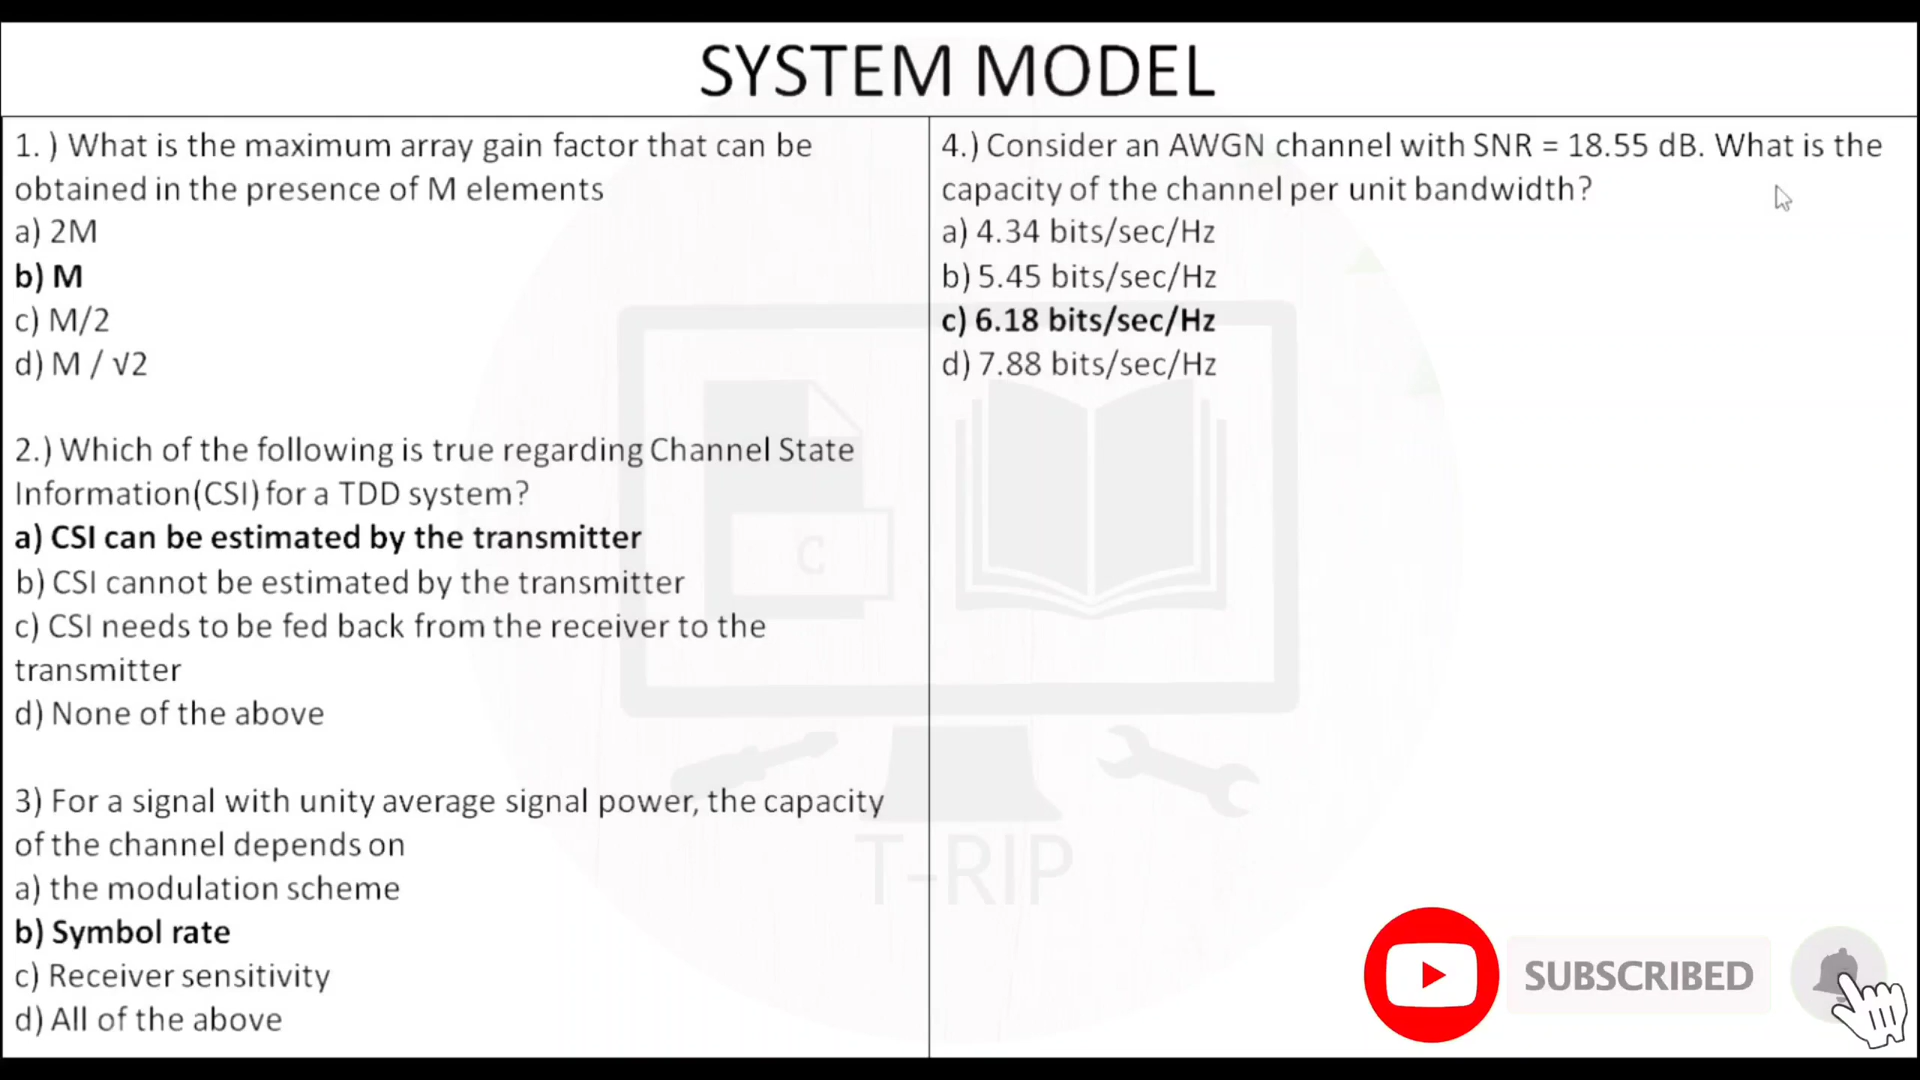 SYSTEM MODEL
1. ) What is the maximum array gain factor that can be
obtained in the presence of M elements
a) 2M
b) M
c) M/2
d) M / √2
2.) Which of the following is true regarding Channel State
Information(CSI) for a TDD system?
a) CSI can be estimated by the transmitter
b) CSI cannot be estimated by the transmitter
c) CSI needs to be fed back from the receiver to the
transmitter
d) None of the above
3) For a signal with unity average signal power, the capacity
of the channel depends on
a) the modulation scheme
b) Symbol rate
c) Receiver sensitivity
d) All of the above
4.) Consider an AWGN channel with SNR = 18.55 dB. What is the
capacity of the channel per unit bandwidth?
a) 4.34 bits/sec/Hz
b) 5.45 bits/sec/Hz
c) 6.18 bits/sec/Hz
d) 7.88 bits/sec/Hz
C
T-RIP
SUBSCRIBED